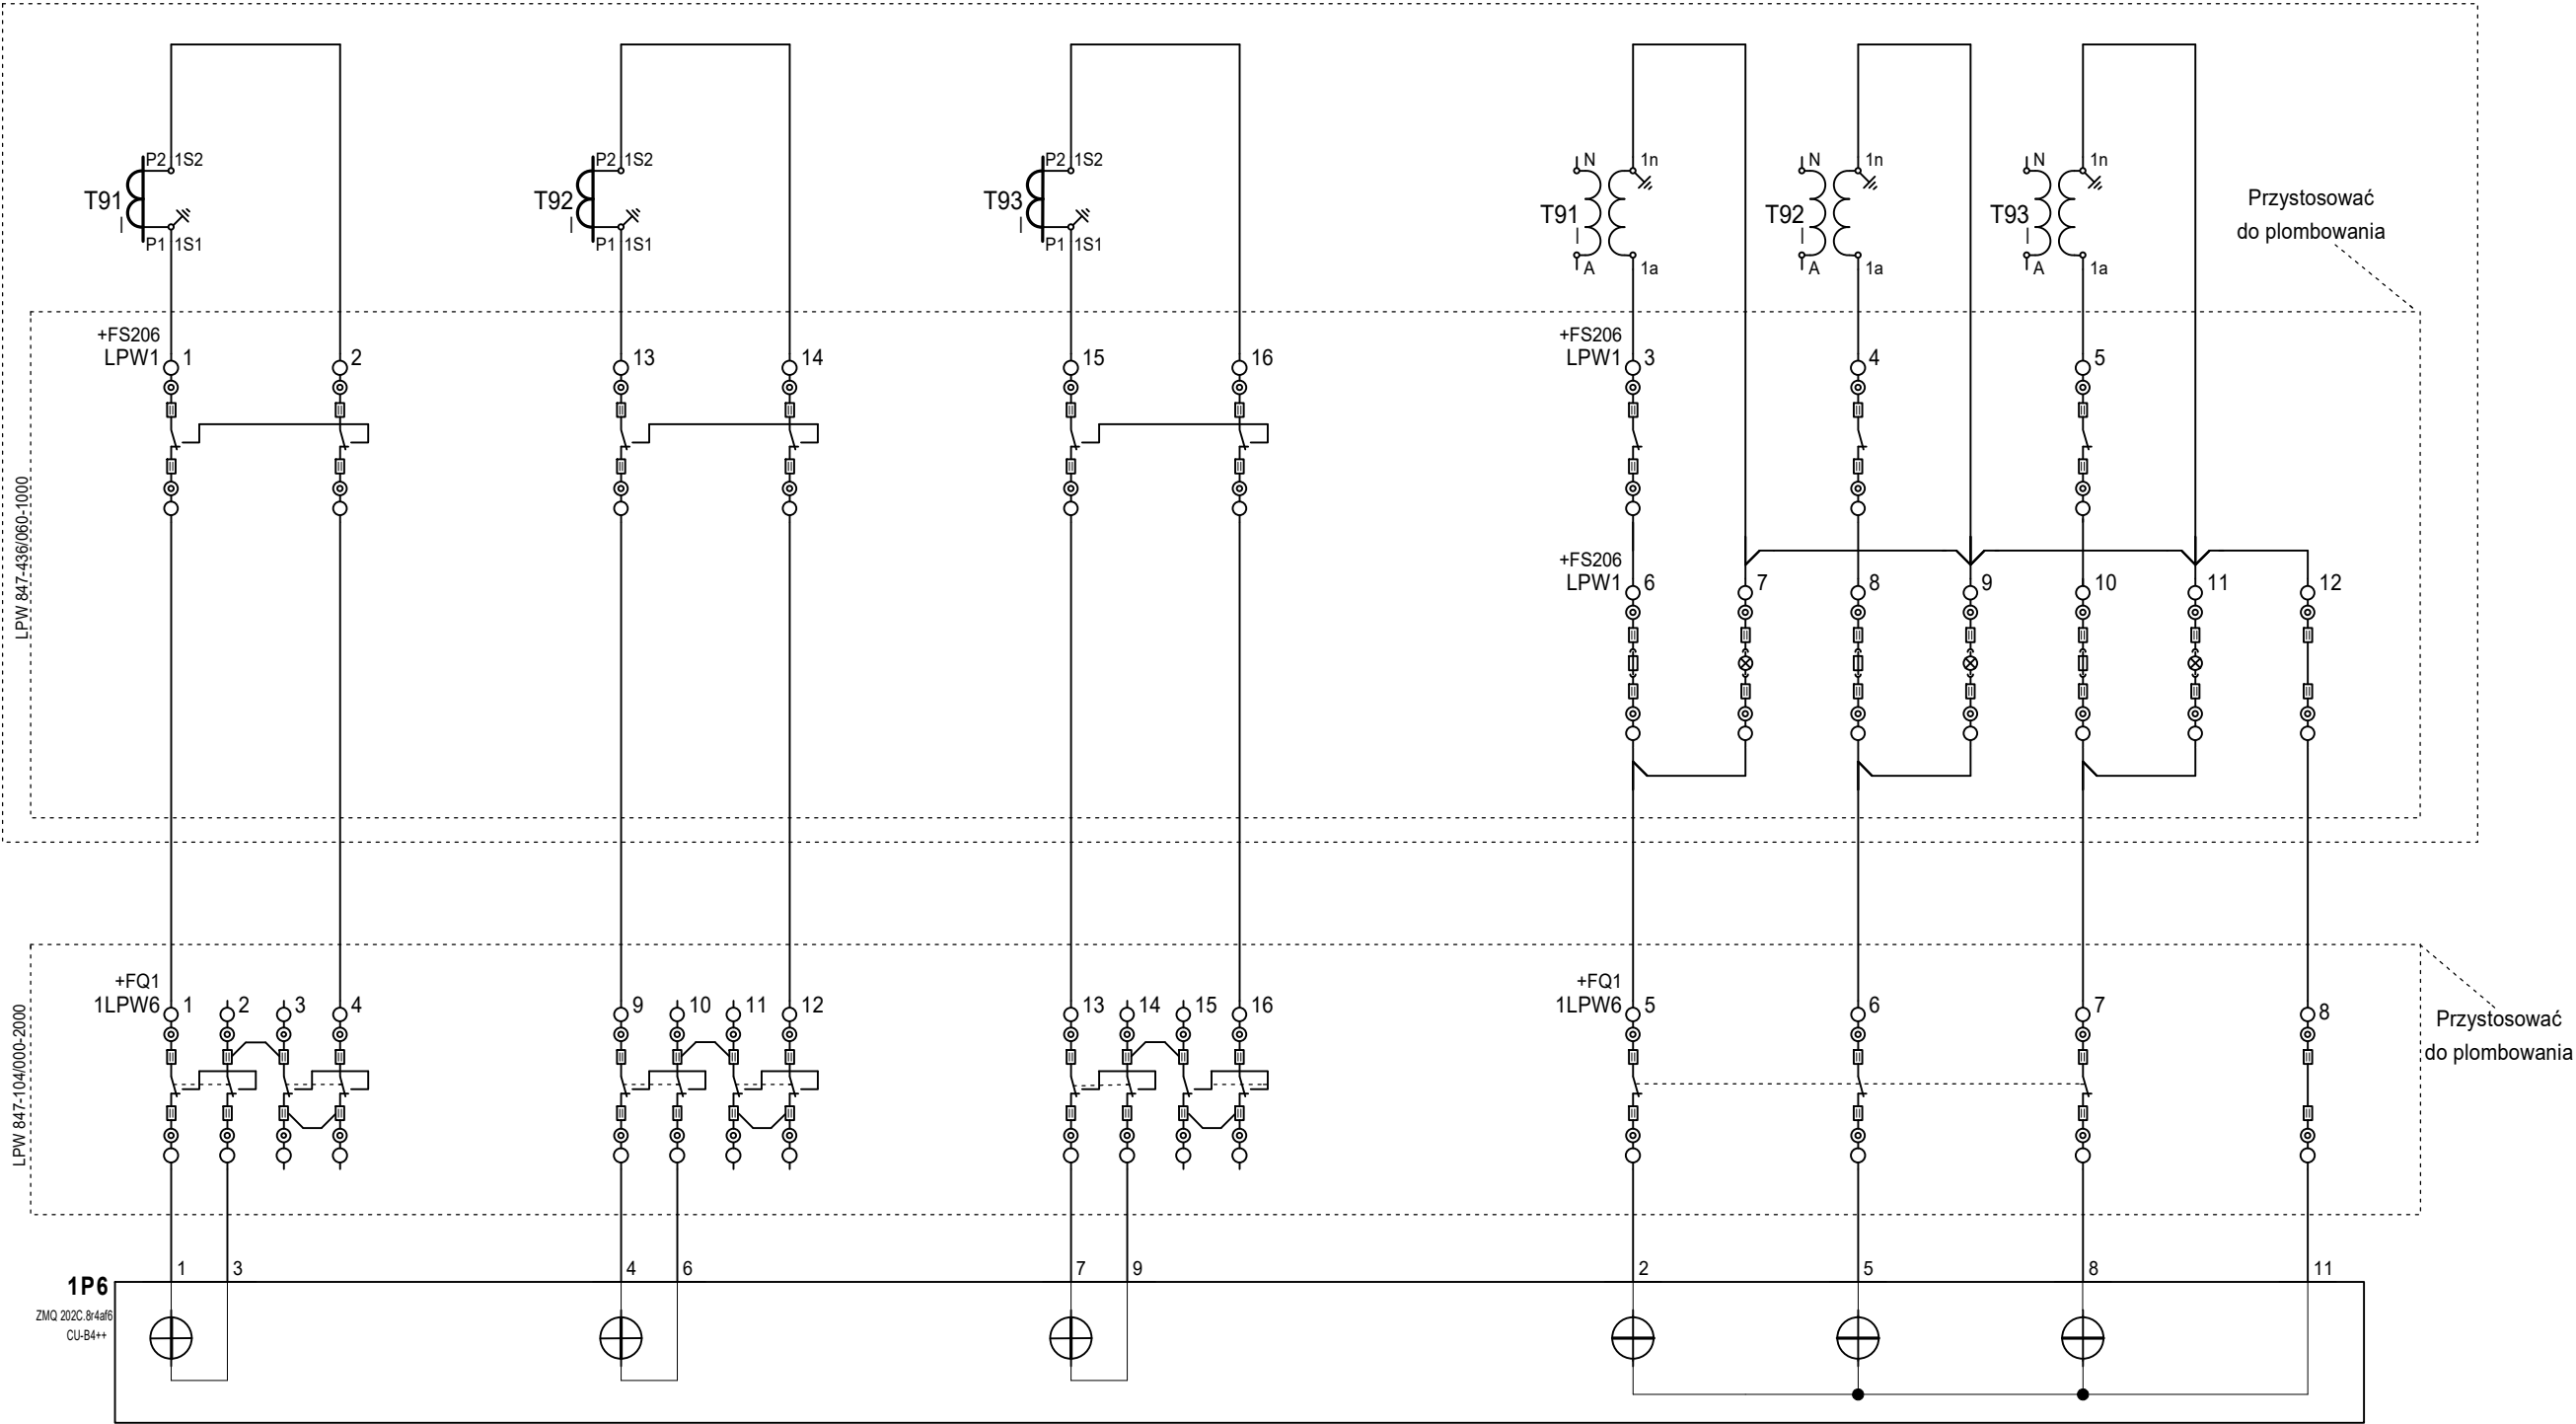 P2 1S2
T91
P1 1S1
P2 1S2
T92
P1 1S1
P2 1S2
T93
P1 1S1
N 1n
T91
A 1a
N 1n
T92
A 1a
N 1n
T93
A 1a
Przystosować
do plombowania
+FS206
LPW1 1 2 13 14 15 16
+FS206
LPW1 3 4 5
LPW 847-436/060-1000
+FS206
LPW1 6 7 8 9 10 11 12
+FQ1
1LPW6 1 2 3 4 9 10 11 12 13 14 15 16
+FQ1
1LPW6 5 6 7 8
Przystosować
do plombowania
LPW 847-104/000-2000
1 3 4 6 7 9 2 5 8 11
1P6
ZMQ 202C.8r4af6
CU-B4++